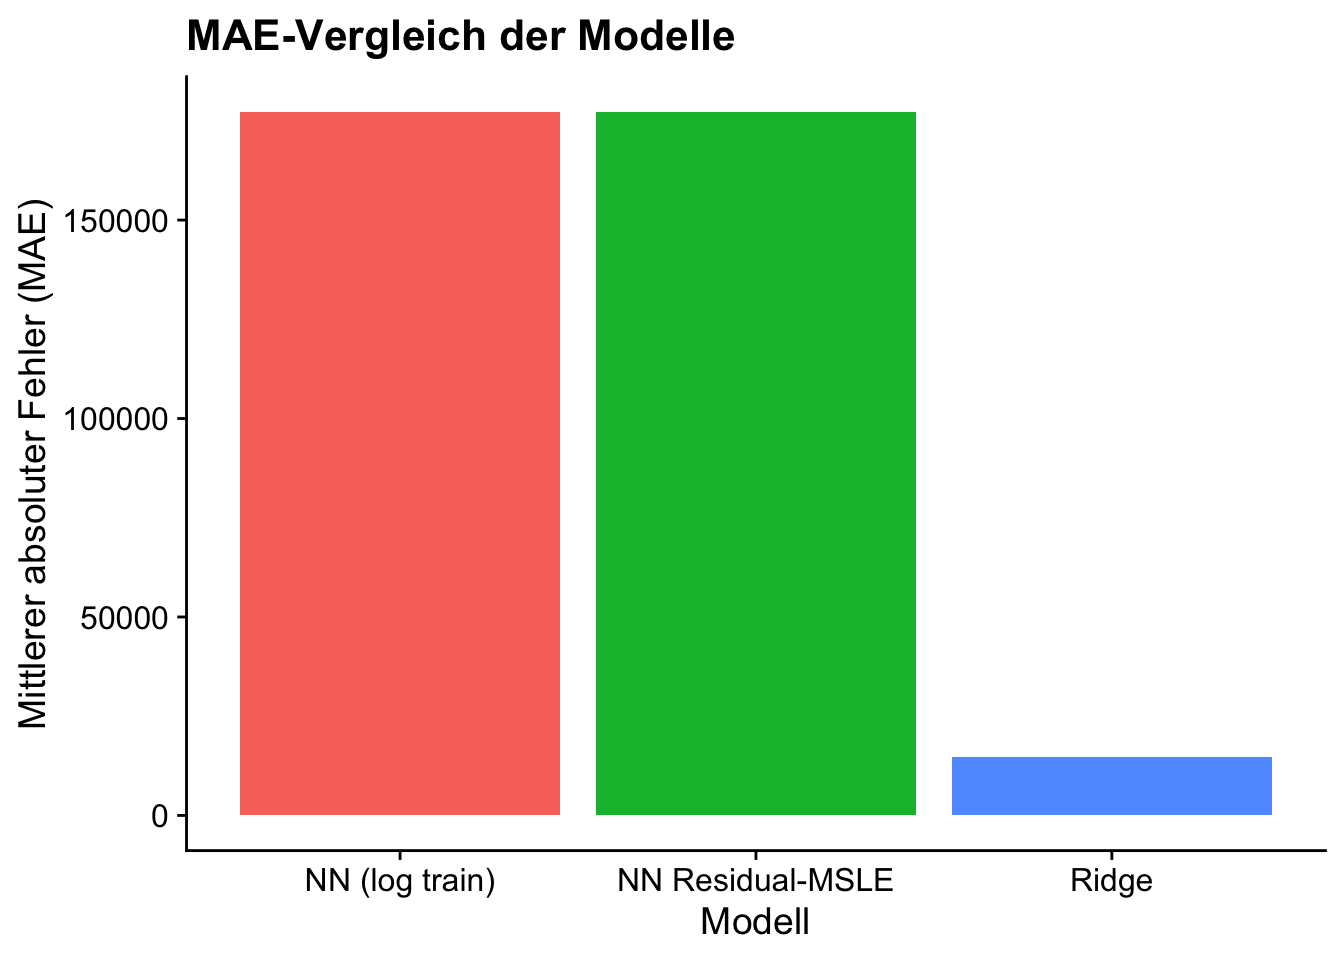 MAE-Vergleich der Modelle
Mittlerer absoluter Fehler (MAE)
150000
100000
50000
0
NN (log train)
NN Residual-MSLE
Ridge
Modell